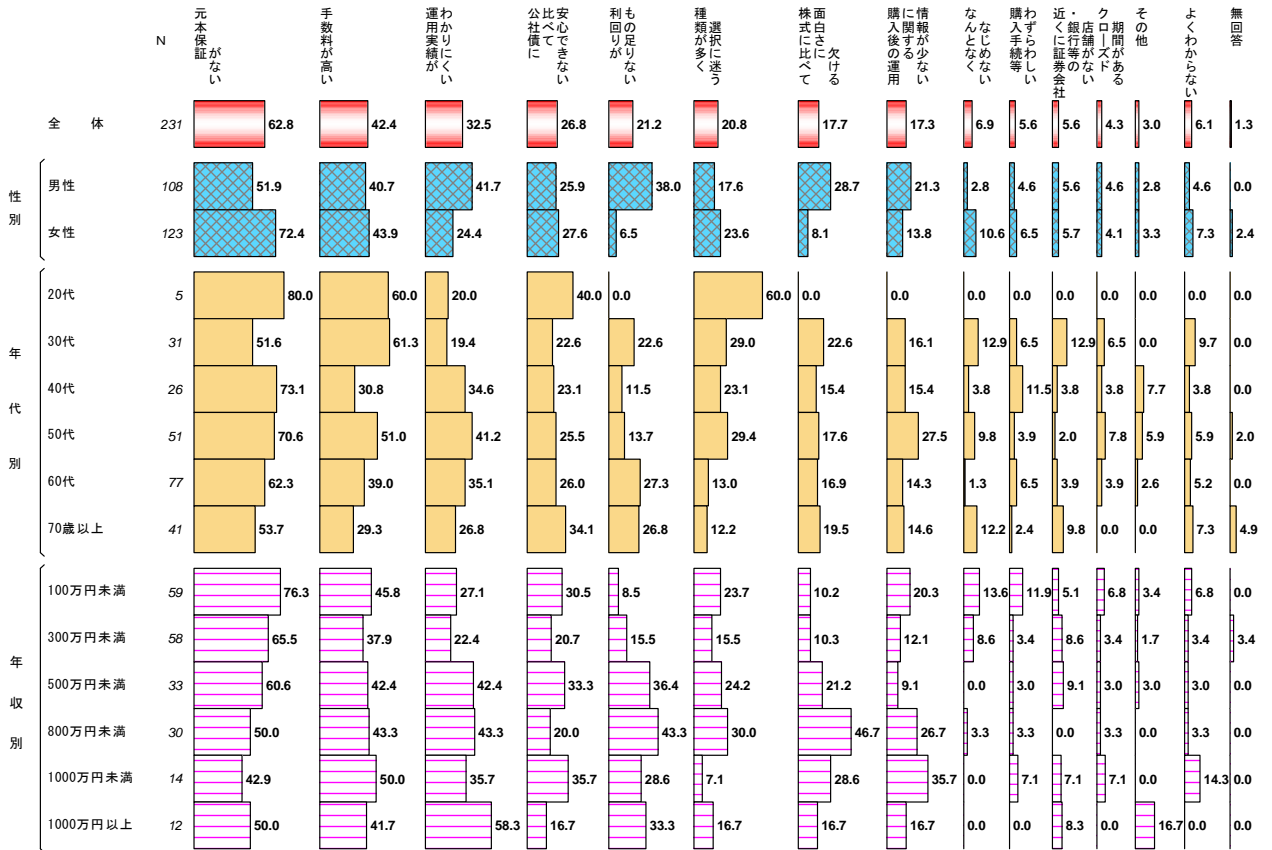 N
元本保証
がない
手数料が高い
運用実績が
わかりにくい
公社債に
比べて
安心できない
利回りが
もの足りない
種類が多く
選択に迷う
株式に比べて
面白さに
欠ける
購入後の運用
に関する
情報が少ない
なんとなく
なじめない
購入手続等
わずらわしい
近くに証券会社
・銀行等の
店舗がない
クローズド
期間がある
その他
よくわからない
無回答
全 体 231 62.8 42.4 32.5 26.8 21.2 20.8 17.7 17.3 6.9 5.6 5.6 4.3 3.0 6.1 1.3
性別
男性 108 51.9 40.7 41.7 25.9 38.0 17.6 28.7 21.3 2.8 4.6 5.6 4.6 2.8 4.6 0.0
女性 123 72.4 43.9 24.4 27.6 6.5 23.6 8.1 13.8 10.6 6.5 5.7 4.1 3.3 7.3 2.4
年代別
20代 5 80.0 60.0 20.0 40.0 0.0 60.0 0.0 0.0 0.0 0.0 0.0 0.0 0.0 0.0 0.0
30代 31 51.6 61.3 19.4 22.6 22.6 29.0 22.6 16.1 12.9 6.5 12.9 6.5 0.0 9.7 0.0
40代 26 73.1 30.8 34.6 23.1 11.5 23.1 15.4 15.4 3.8 11.5 3.8 3.8 7.7 3.8 0.0
50代 51 70.6 51.0 41.2 25.5 13.7 29.4 17.6 27.5 9.8 3.9 2.0 7.8 5.9 5.9 2.0
60代 77 62.3 39.0 35.1 26.0 27.3 13.0 16.9 14.3 1.3 6.5 3.9 3.9 2.6 5.2 0.0
70歳以上 41 53.7 29.3 26.8 34.1 26.8 12.2 19.5 14.6 12.2 2.4 9.8 0.0 0.0 7.3 4.9
年収別
100万円未満 59 76.3 45.8 27.1 30.5 8.5 23.7 10.2 20.3 13.6 11.9 5.1 6.8 3.4 6.8 0.0
300万円未満 58 65.5 37.9 22.4 20.7 15.5 15.5 10.3 12.1 8.6 3.4 8.6 3.4 1.7 3.4 3.4
500万円未満 33 60.6 42.4 42.4 33.3 36.4 24.2 21.2 9.1 0.0 3.0 9.1 3.0 3.0 3.0 0.0
800万円未満 30 50.0 43.3 43.3 20.0 43.3 30.0 46.7 26.7 3.3 3.3 0.0 3.3 0.0 3.3 0.0
1000万円未満 14 42.9 50.0 35.7 35.7 28.6 7.1 28.6 35.7 0.0 7.1 7.1 7.1 0.0 14.3 0.0
1000万円以上 12 50.0 41.7 58.3 16.7 33.3 16.7 16.7 16.7 0.0 0.0 8.3 0.0 16.7 0.0 0.0